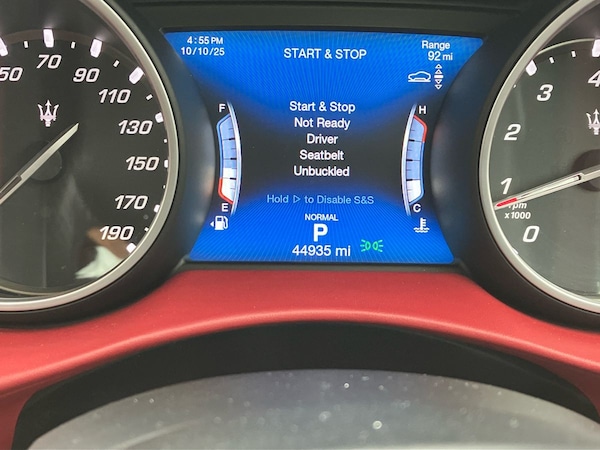 4:55 PM
10/10/25
START & STOP
Range
92 mi
50 70 90 110 130 150 170 190
F
E
Start & Stop
Not Ready
Driver
Seatbelt
Unbuckled
Hold ▷ to Disable S&S
NORMAL
P
44935 mi
H
C
4
3
2
1
0
rpm
x1000